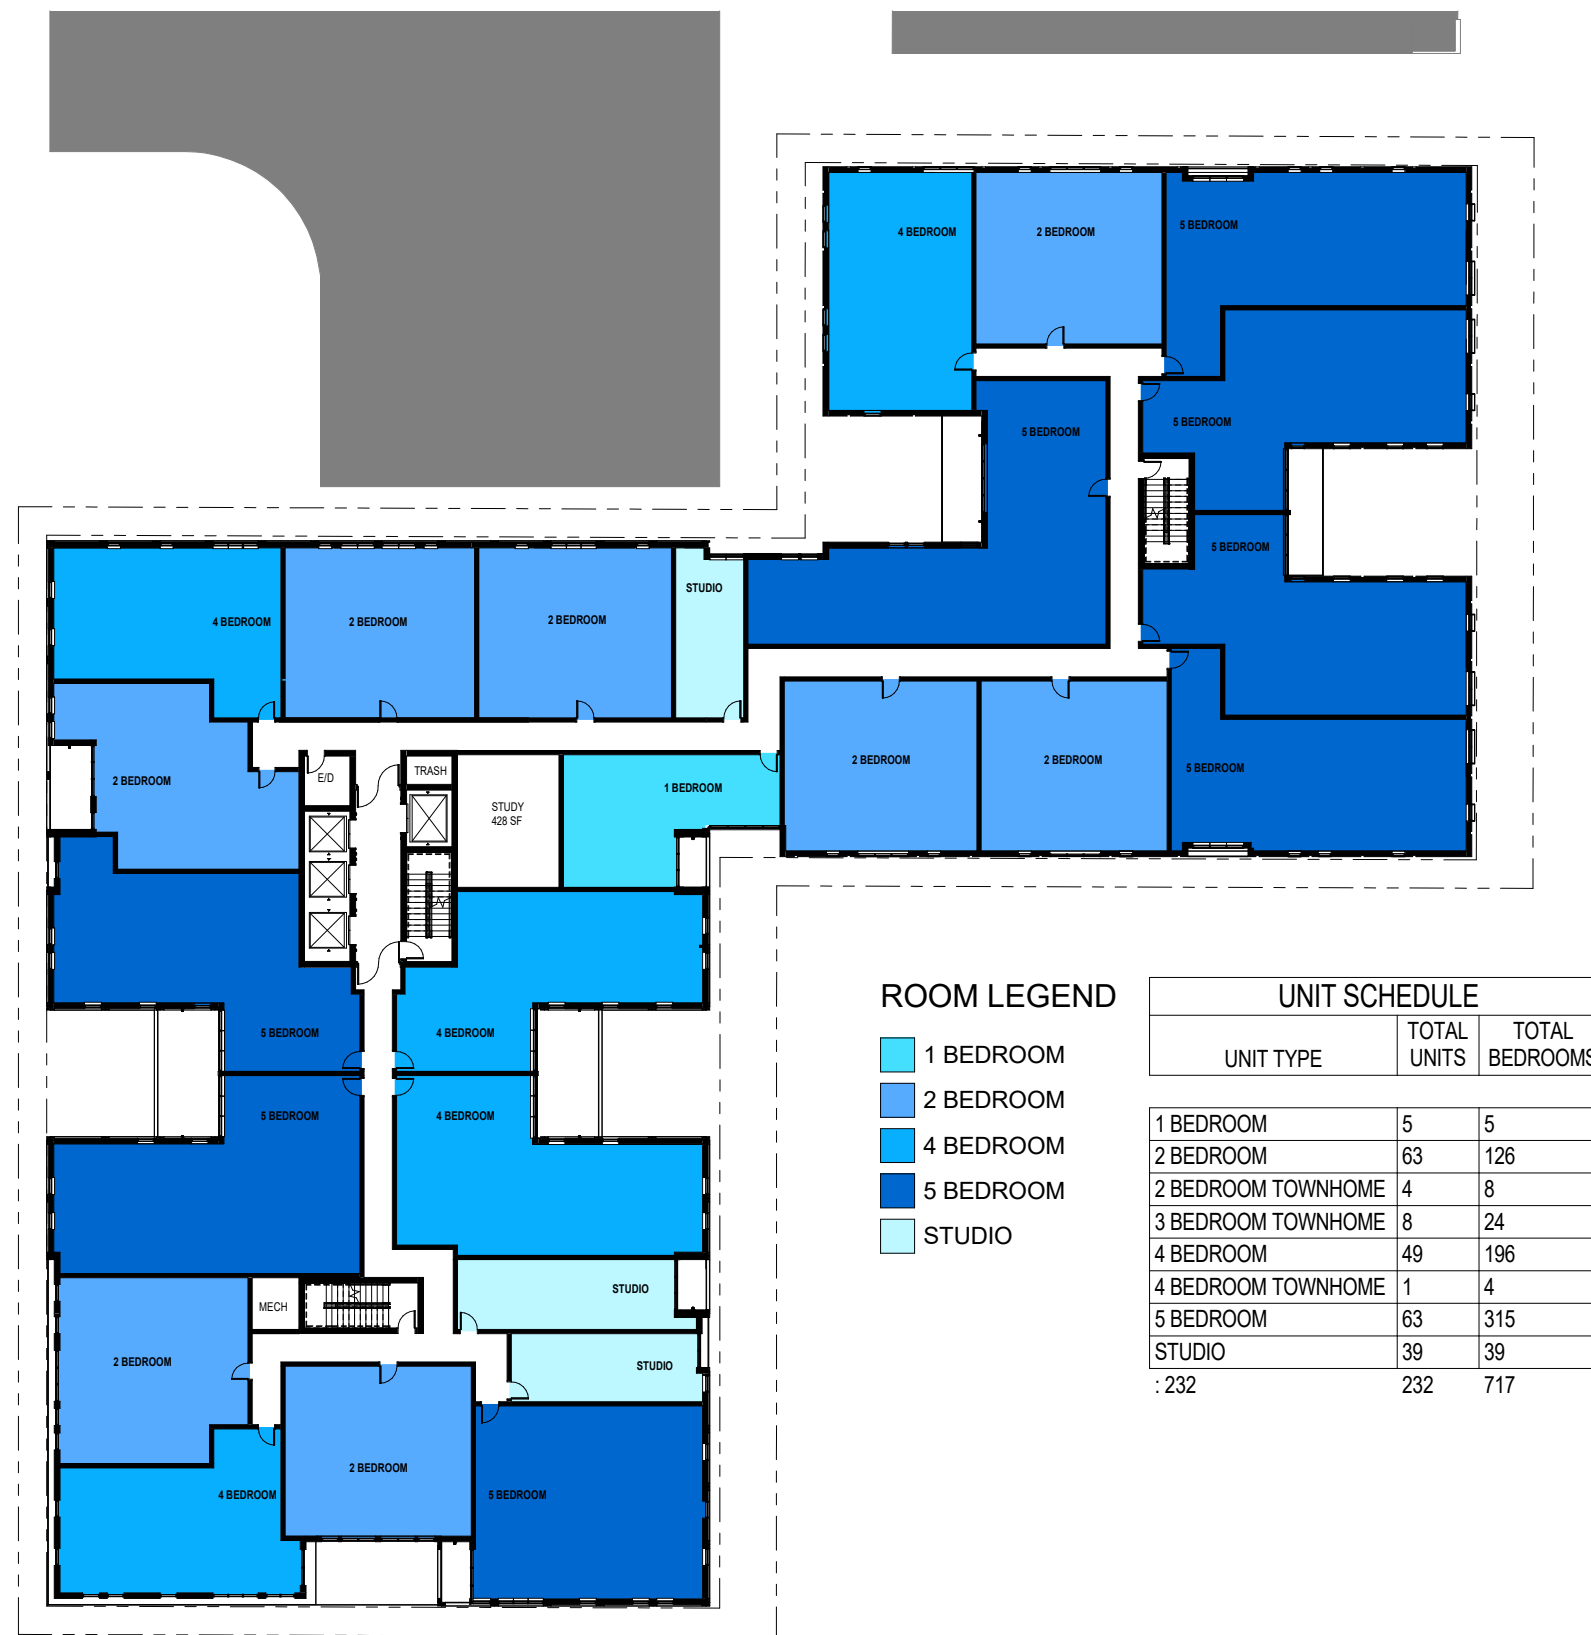 4 BEDROOM
2 BEDROOM
5 BEDROOM
5 BEDROOM
5 BEDROOM
5 BEDROOM
STUDIO
4 BEDROOM
2 BEDROOM
2 BEDROOM
2 BEDROOM
2 BEDROOM
2 BEDROOM
5 BEDROOM
E/D
TRASH
1 BEDROOM
STUDY
428 SF
5 BEDROOM
4 BEDROOM
5 BEDROOM
4 BEDROOM
STUDIO
MECH
2 BEDROOM
STUDIO
2 BEDROOM
4 BEDROOM
5 BEDROOM
ROOM LEGEND
1 BEDROOM
2 BEDROOM
4 BEDROOM
5 BEDROOM
STUDIO
UNIT SCHEDULE
UNIT TYPE TOTAL UNITS TOTAL BEDROOMS
1 BEDROOM 5 5
2 BEDROOM 63 126
2 BEDROOM TOWNHOME 4 8
3 BEDROOM TOWNHOME 8 24
4 BEDROOM 49 196
4 BEDROOM TOWNHOME 1 4
5 BEDROOM 63 315
STUDIO 39 39
: 232 232 717